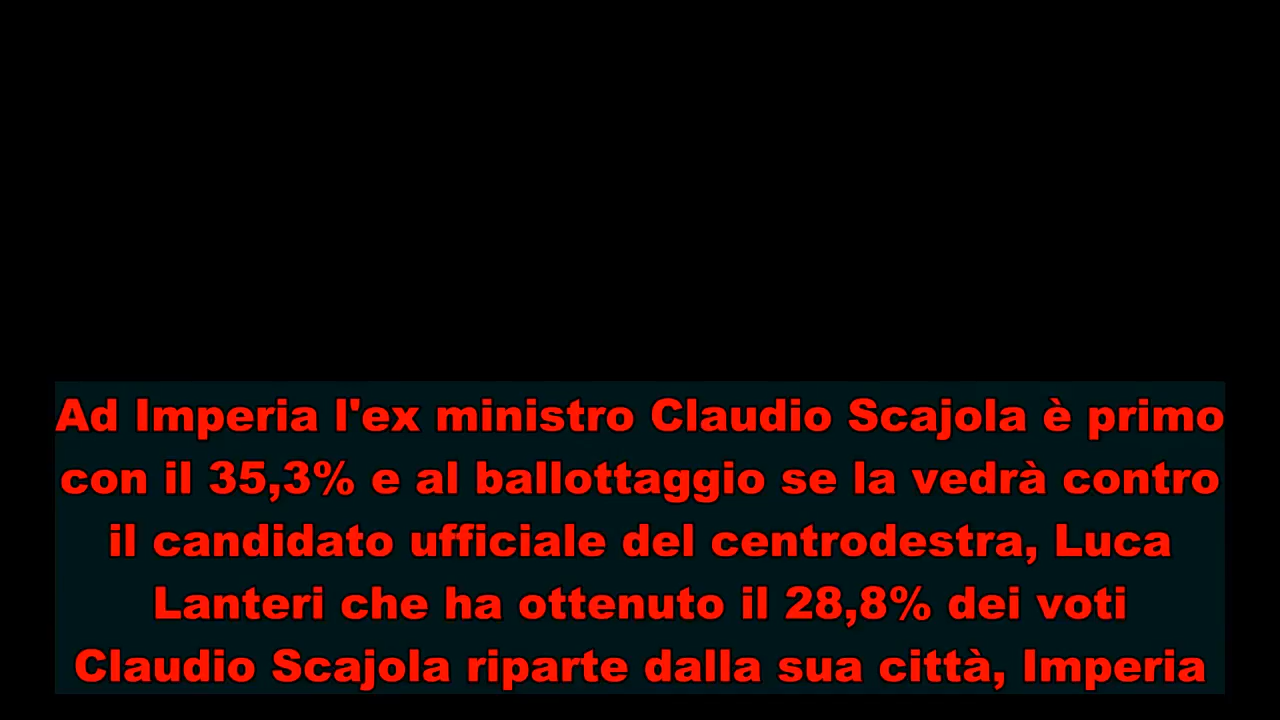 Ad Imperia l'ex ministro Claudio Scajola è primo
con il 35,3% e al ballottaggio se la vedrà contro
il candidato ufficiale del centrodestra, Luca
Lanteri che ha ottenuto il 28,8% dei voti
Claudio Scajola riparte dalla sua città, Imperia